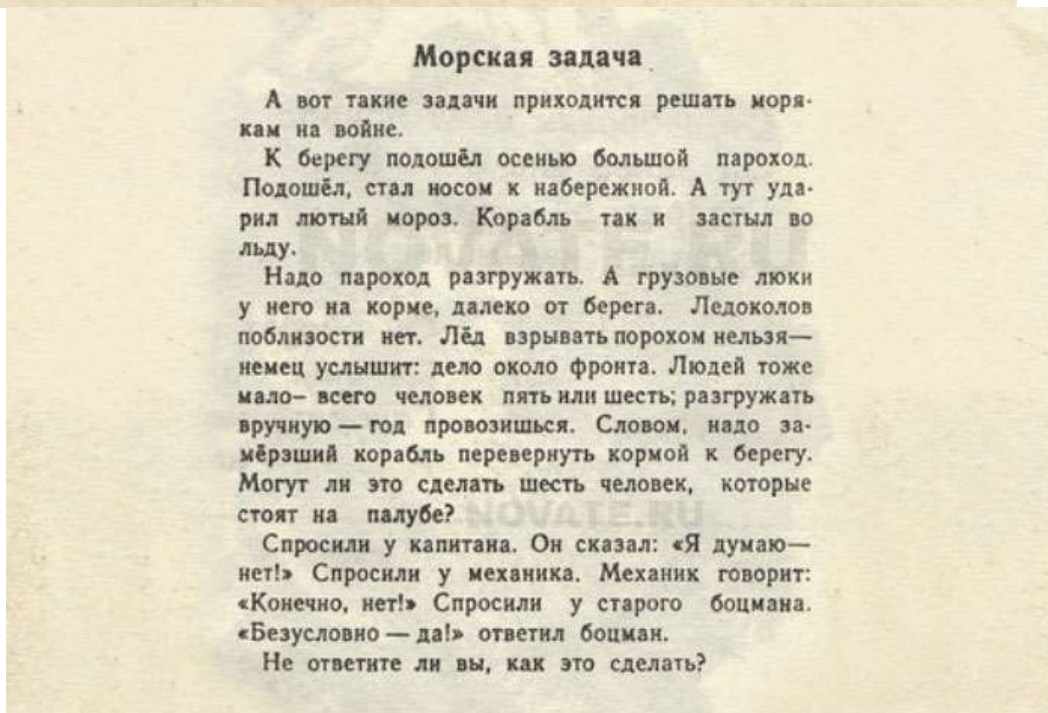 Морская задача
А вот такие задачи приходится решать моря-
кам на войне.
К берегу подошёл осенью большой пароход.
Подошёл, стал носом к набережной. А тут уда-
рил лютый мороз. Корабль так и застыл во
льду.
Надо пароход разгружать. А грузовые люки
у него на корме, далеко от берега. Ледоколов
поблизости нет. Лёд взрывать порохом нельзя—
немец услышит: дело около фронта. Людей тоже
мало– всего человек пять или шесть; разгружать
вручную — год провозишься. Словом, надо за-
мёрзший корабль перевернуть кормой к берегу.
Могут ли это сделать шесть человек, которые
стоят на палубе?
NOVATE.RU
Спросили у капитана. Он сказал: «Я думаю—
нет!» Спросили у механика. Механик говорит:
«Конечно, нет!» Спросили у старого боцмана.
«Безусловно — да!» ответил боцман.
Не ответите ли вы, как это сделать?